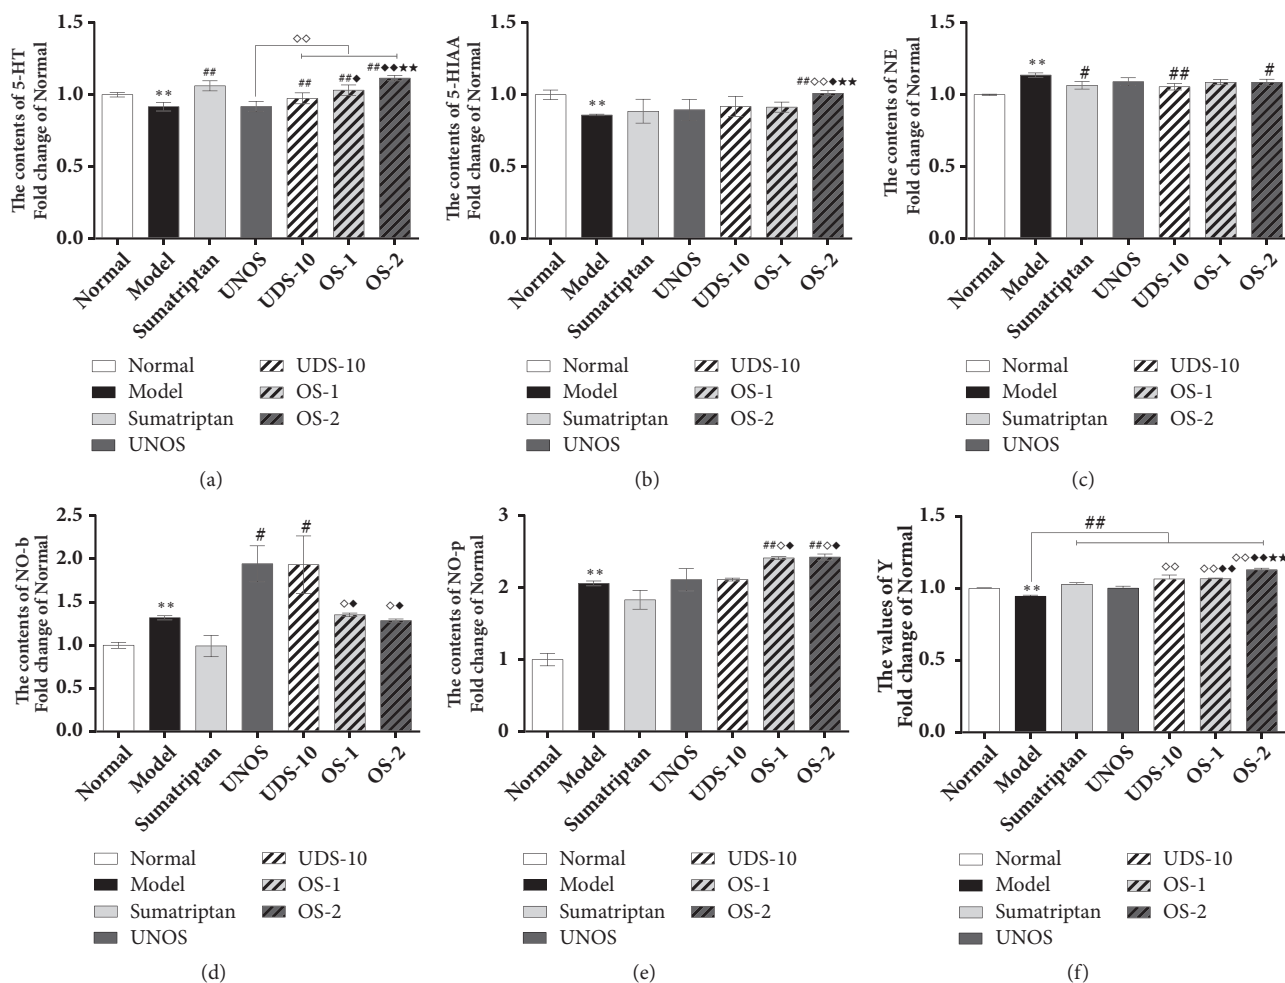 The contents of 5-HT
Fold change of Normal
1.5
1.0
0.5
0.0
**
##
◇◇
##
##◆
##◆◆★★
Normal
Model
Sumatriptan
UNOS
UDS-10
OS-1
OS-2
Normal
Model
Sumatriptan
UNOS
UDS-10
OS-1
OS-2
(a)
The contents of 5-HIAA
Fold change of Normal
1.5
1.0
0.5
0.0
**
##◇◇◆★★
Normal
Model
Sumatriptan
UNOS
UDS-10
OS-1
OS-2
Normal
Model
Sumatriptan
UNOS
UDS-10
OS-1
OS-2
(b)
The contents of NE
Fold change of Normal
1.5
1.0
0.5
0.0
**
#
##
#
Normal
Model
Sumatriptan
UNOS
UDS-10
OS-1
OS-2
Normal
Model
Sumatriptan
UNOS
UDS-10
OS-1
OS-2
(c)
The contents of NO-b
Fold change of Normal
2.5
2.0
1.5
1.0
0.5
0.0
**
#
#
◇◆
◇◆
Normal
Model
Sumatriptan
UNOS
UDS-10
OS-1
OS-2
Normal
Model
Sumatriptan
UNOS
UDS-10
OS-1
OS-2
(d)
The contents of NO-p
Fold change of Normal
3
2
1
0
**
##◇◆
##◇◆
Normal
Model
Sumatriptan
UNOS
UDS-10
OS-1
OS-2
Normal
Model
Sumatriptan
UNOS
UDS-10
OS-1
OS-2
(e)
The values of Y
Fold change of Normal
1.5
1.0
0.5
0.0
##
**
◇◇
◇◇◆◆
◇◇◆◆★★
Normal
Model
Sumatriptan
UNOS
UDS-10
OS-1
OS-2
Normal
Model
Sumatriptan
UNOS
UDS-10
OS-1
OS-2
(f)